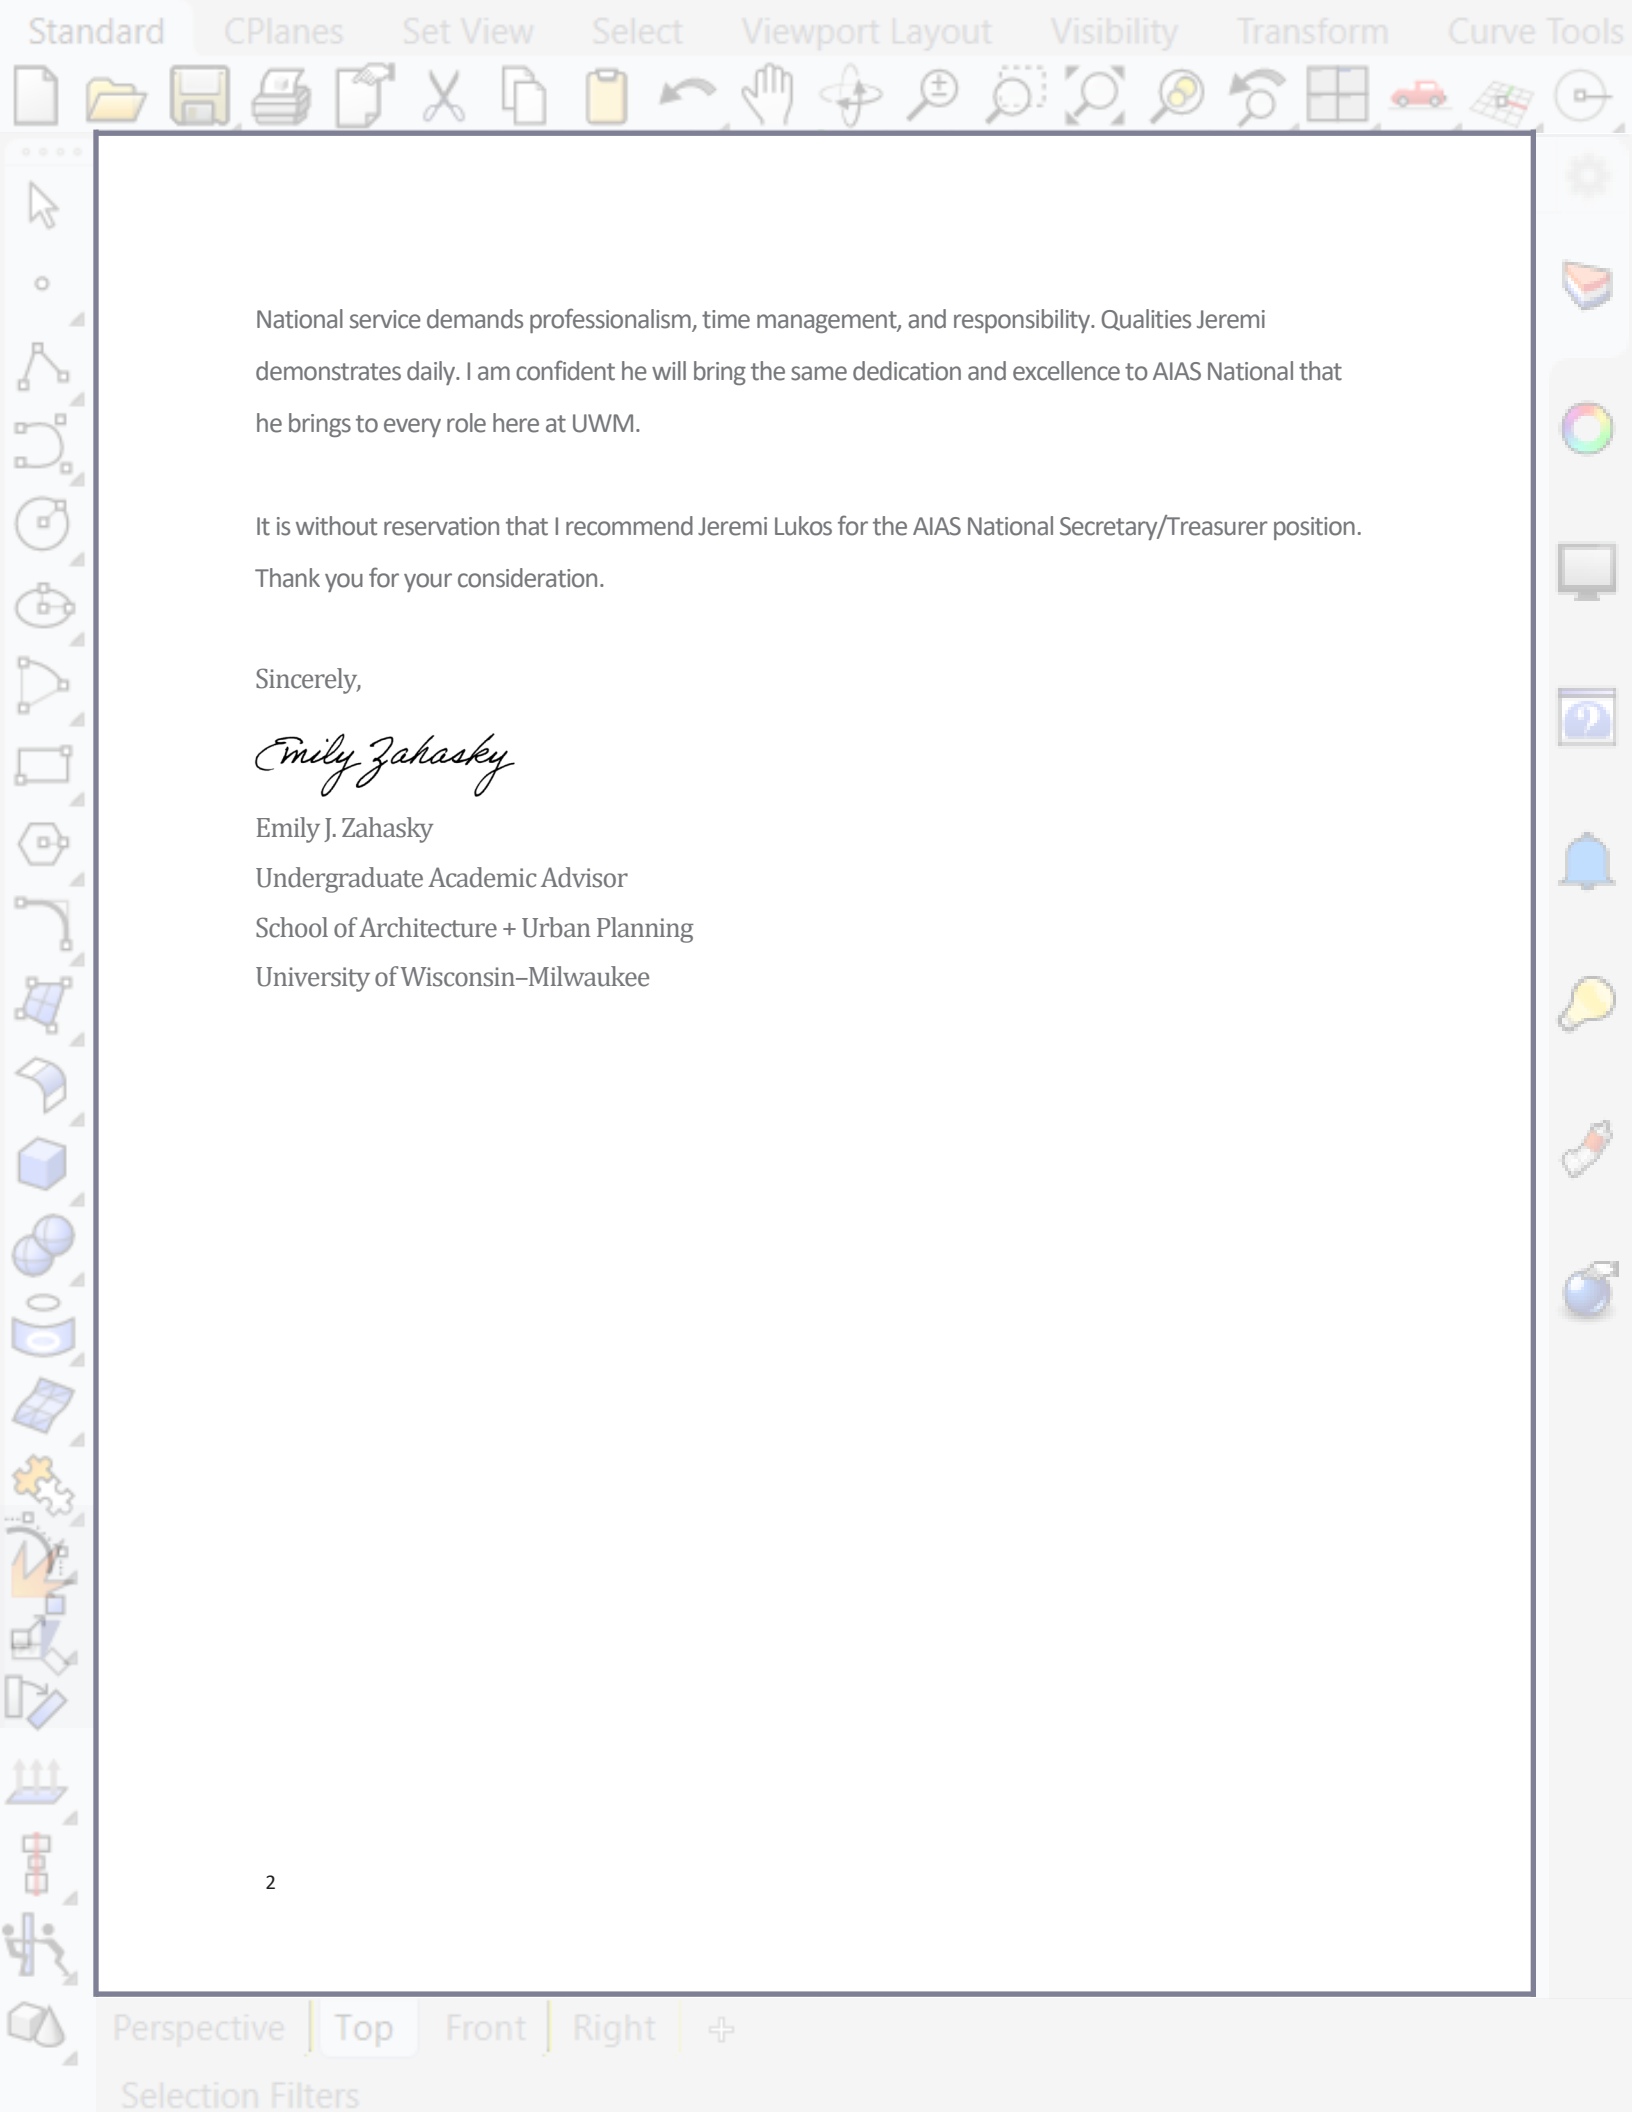 Standard CPlanes Set View Select Viewport Layout Visibility Transform Curve Tools
National service demands professionalism, time management, and responsibility. Qualities Jeremi
demonstrates daily. I am confident he will bring the same dedication and excellence to AIAS National that
he brings to every role here at UWM.
It is without reservation that I recommend Jeremi Lukos for the AIAS National Secretary/Treasurer position.
Thank you for your consideration.
Sincerely,
Emily Zahasky
Emily J. Zahasky
Undergraduate Academic Advisor
School of Architecture + Urban Planning
University of Wisconsin–Milwaukee
2
Perspective Top Front Right
Selection Filters